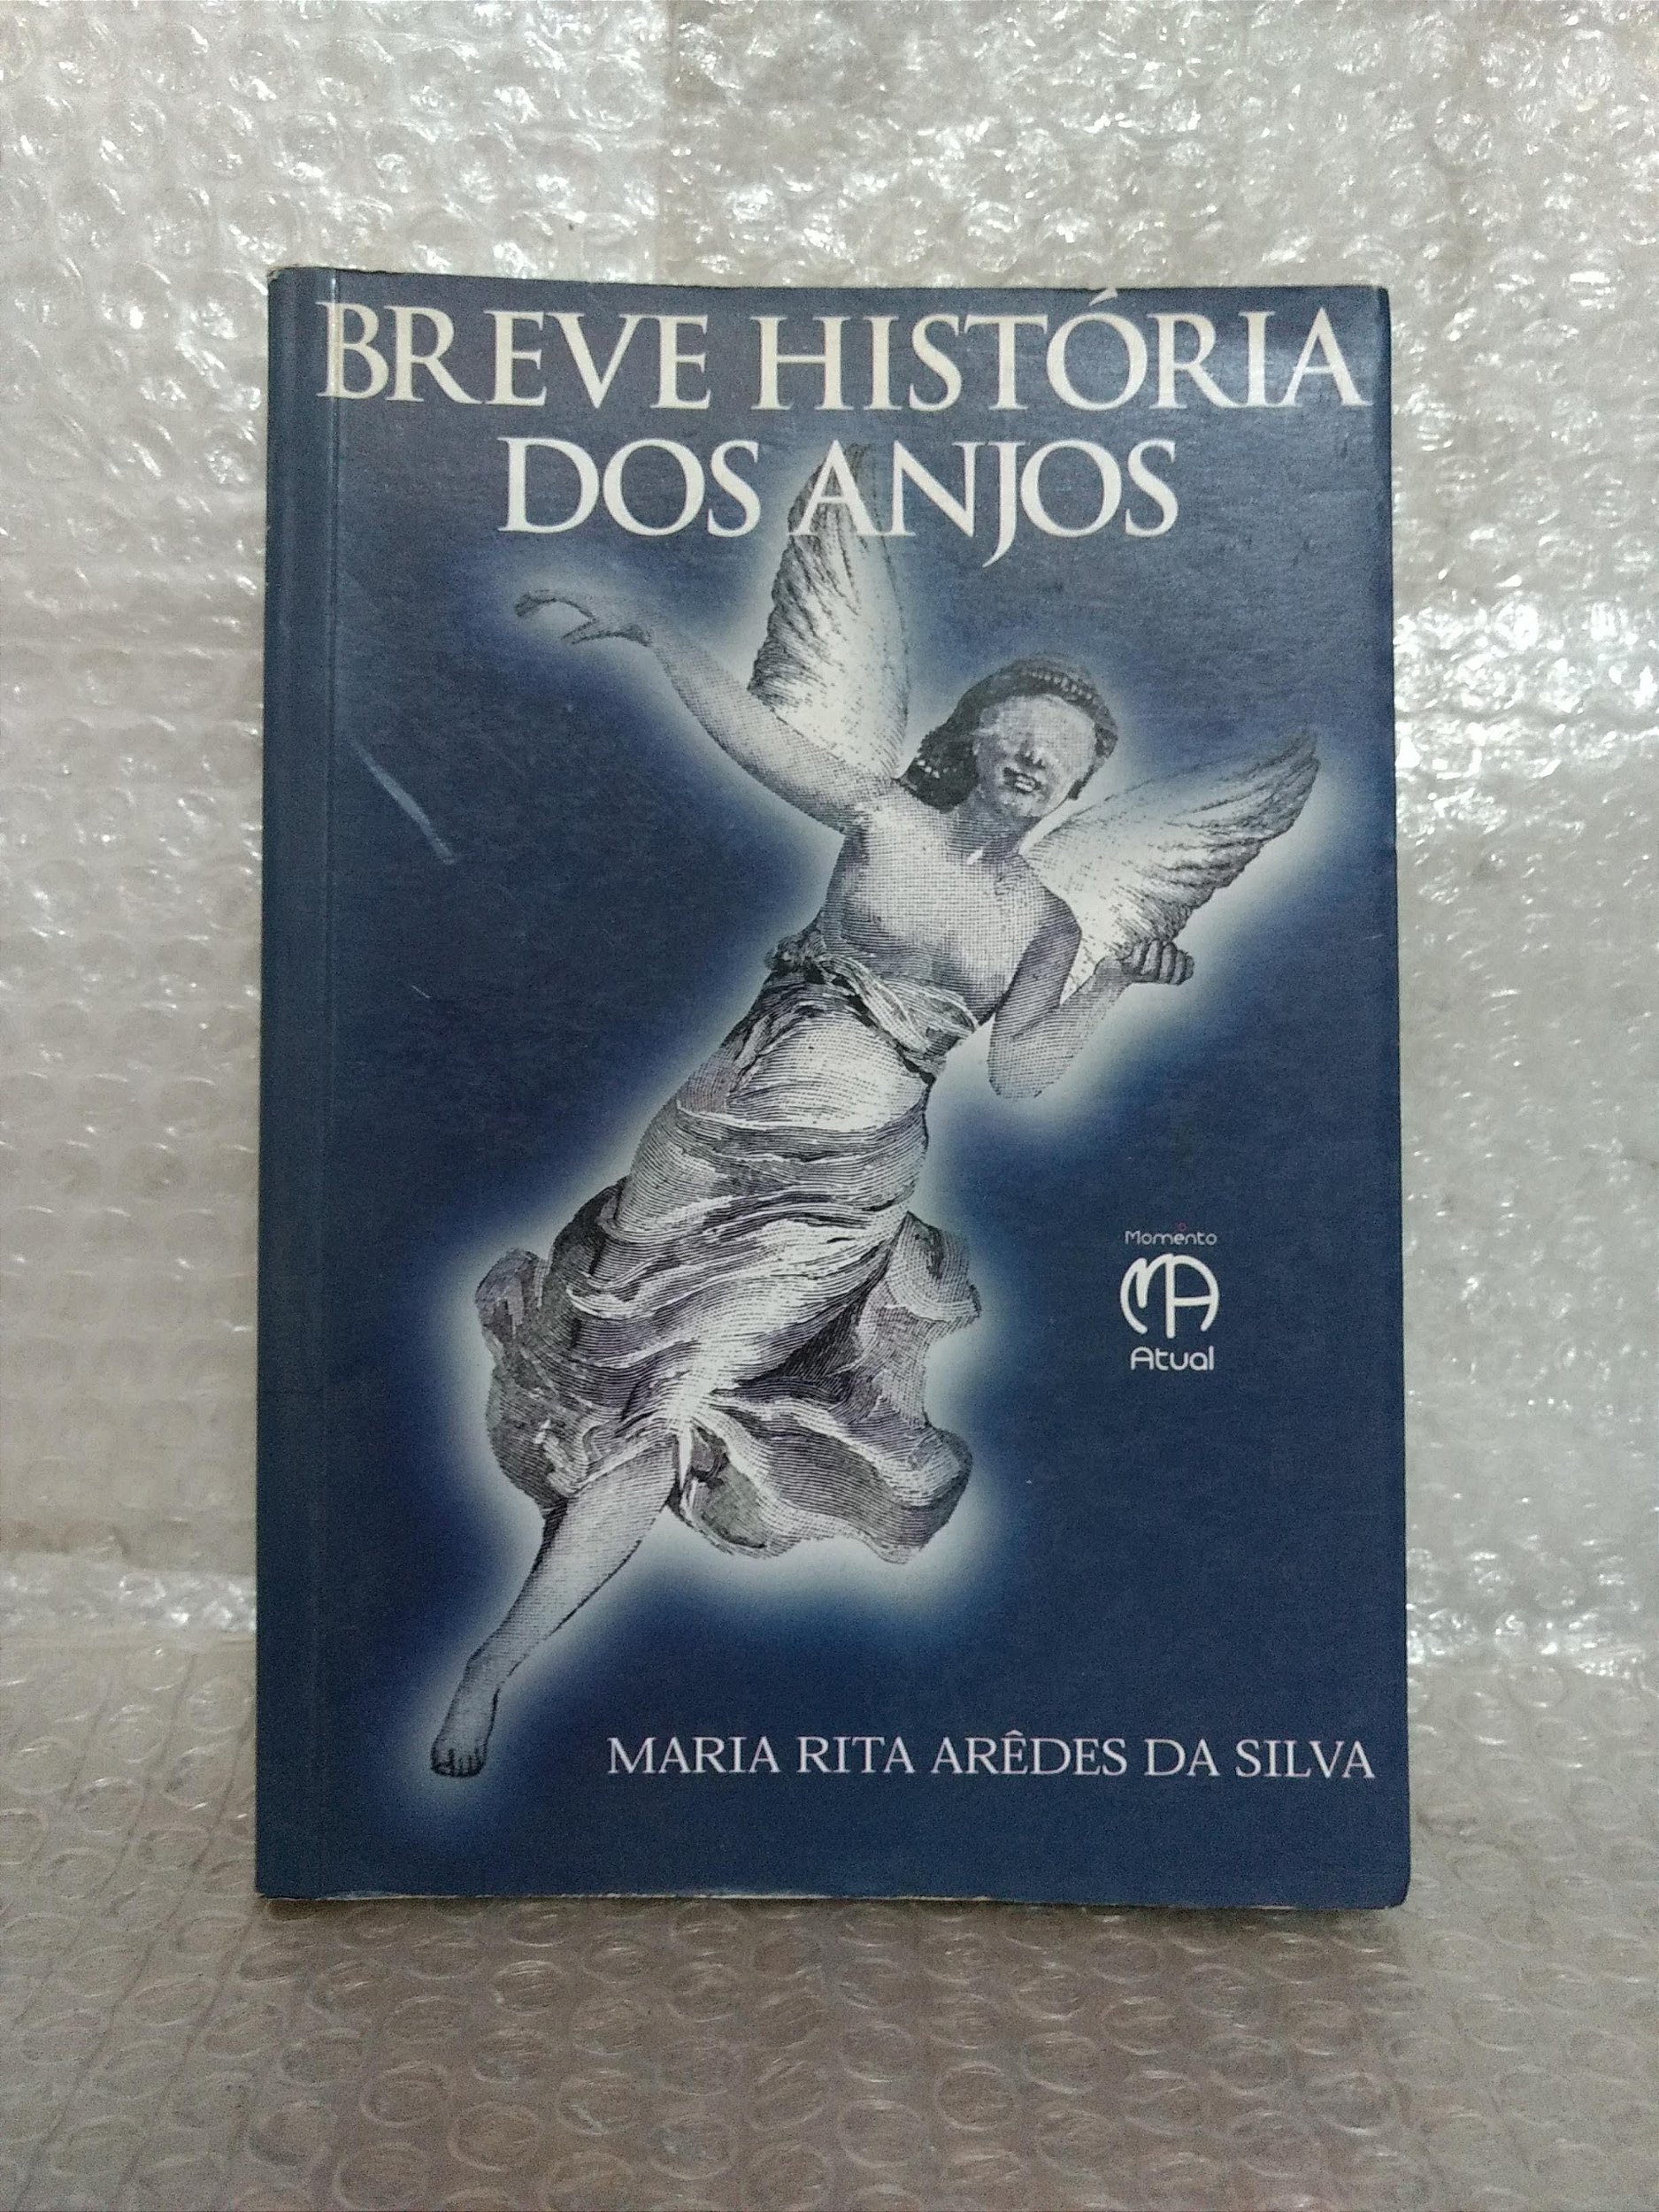 BREVE HISTÓRIA
DOS ANJOS
Momento
MA
Atual
MARIA RITA ARÊDES DA SILVA